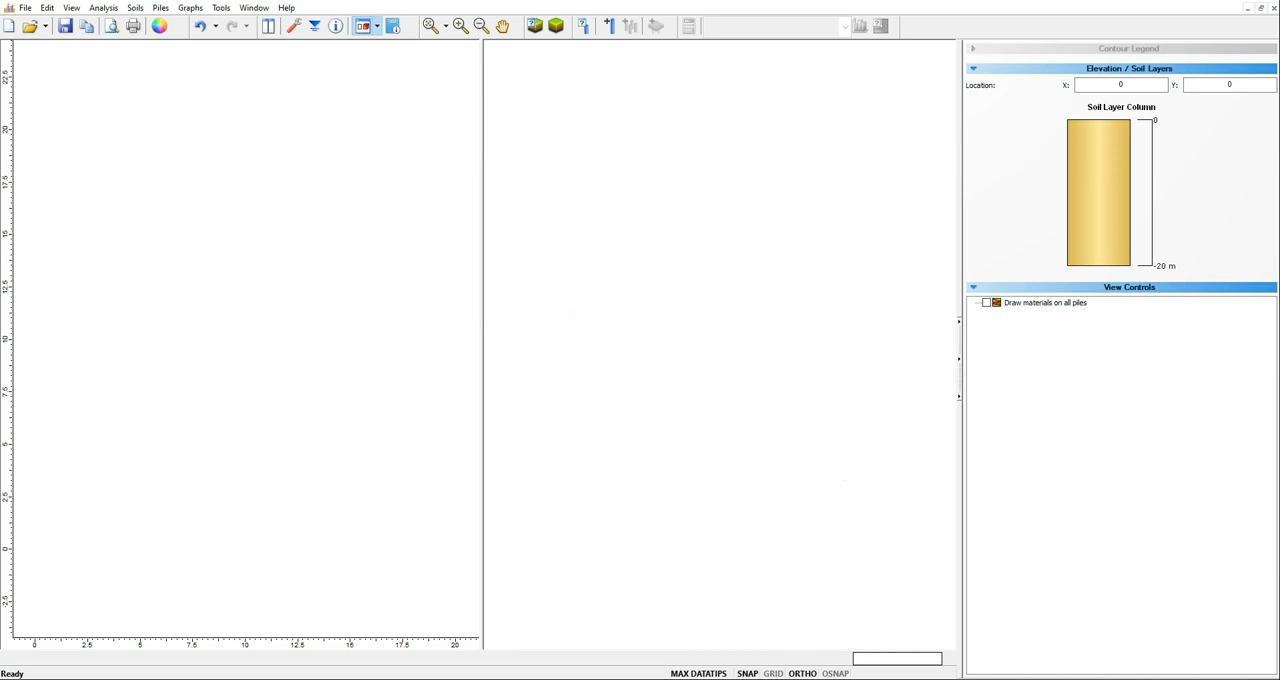 File Edit View Analysis Soils Piles Graphs Tools Window Help
Contour Legend
Elevation / Soil Layers
Location: X: 0 Y: 0
Soil Layer Column
0
-20 m
View Controls
Draw materials on all piles
22.5
20
17.5
15
12.5
10
7.5
5
2.5
0
-2.5
0 2.5 5 7.5 10 12.5 15 17.5 20
Ready
MAX DATATIPS SNAP GRID ORTHO OSNAP